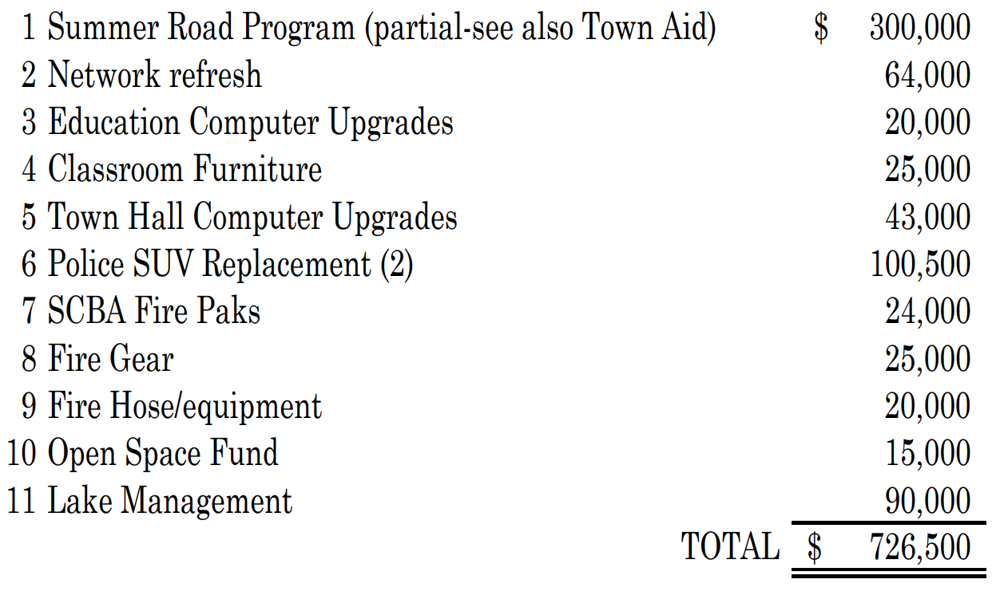 1 Summer Road Program (partial-see also Town Aid) $ 300,000
2 Network refresh 64,000
3 Education Computer Upgrades 20,000
4 Classroom Furniture 25,000
5 Town Hall Computer Upgrades 43,000
6 Police SUV Replacement (2) 100,500
7 SCBA Fire Paks 24,000
8 Fire Gear 25,000
9 Fire Hose/equipment 20,000
10 Open Space Fund 15,000
11 Lake Management 90,000
TOTAL $ 726,500